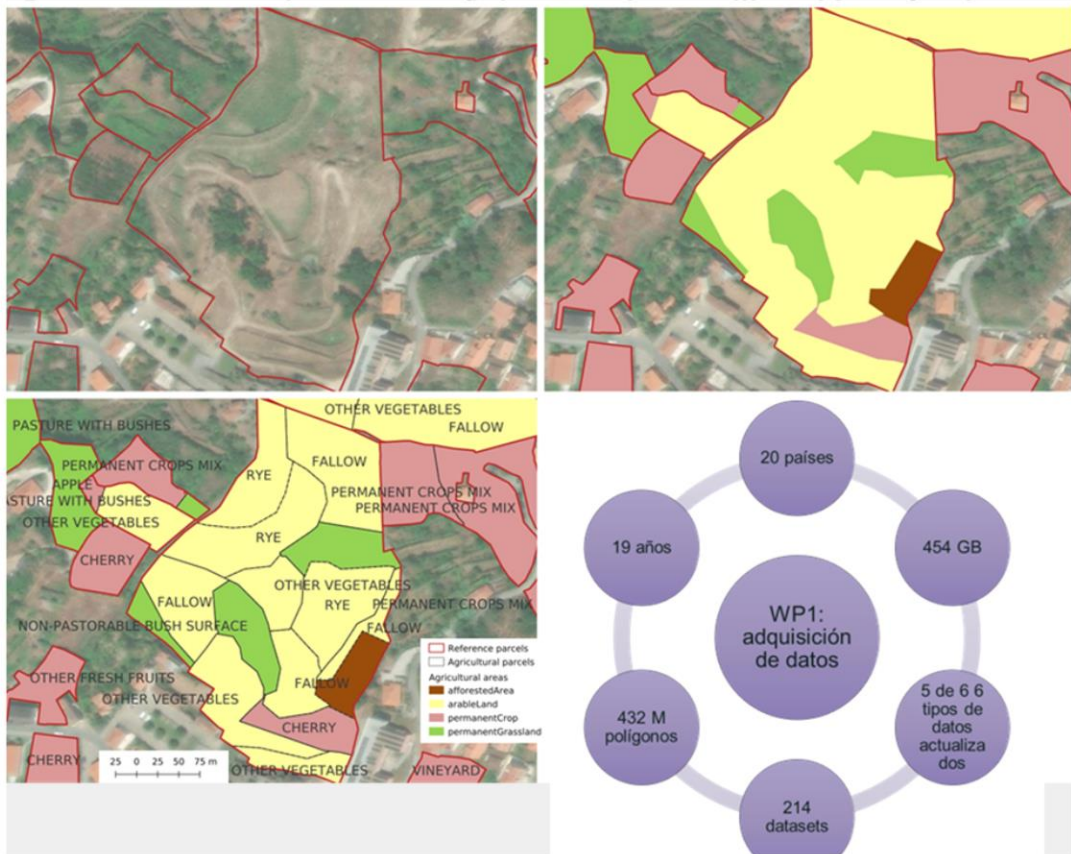 OTHER VEGETABLES
PASTURE WITH BUSHES
FALLOW
FALLOW
PERMANENT CROPS MIX
RYE
APPLE
PERMANENT CROPS MIX
ASTURE WITH BUSHES
PERMANENT CROPS MIX
OTHER VEGETABLES
RYE
CHERRY
OTHER VEGETABLES
FALLOW
RYE
PERMANENT CROPS MIX
NON-PASTORABLE BUSH SURFACE
FALLOW
Reference parcels
Agricultural parcels
Agricultural areas
OTHER FRESH FRUITS
FALLOW
afforestedArea
OTHER VEGETABLES
arableLand
CHERRY
permanentCrop
permanentGrassland
CHERRY
25 0 25 50 75 m
OTHER VEGETABLES
VINEYARD
20 países
19 años
454 GB
WP1:
adquisición
de datos
432 M
polígonos
5 de 6 6
tipos de
datos
actualiza
dos
214
datasets